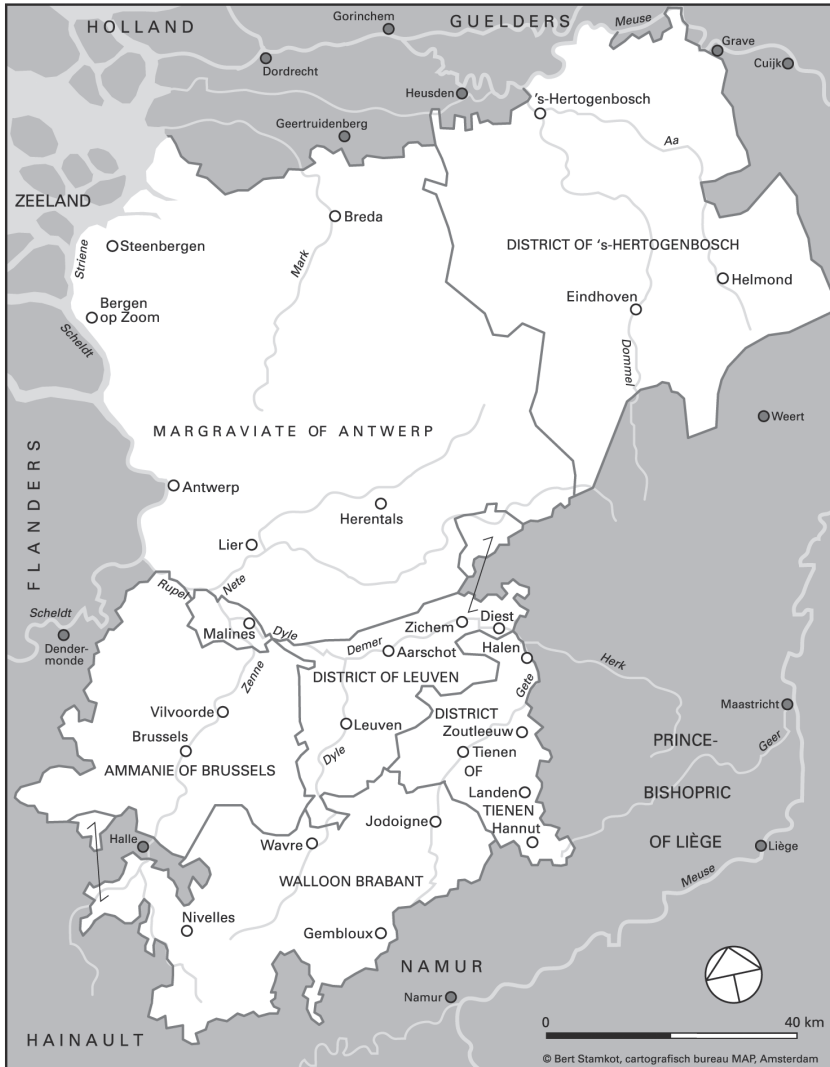 Gorinchem
HOLLAND
GUELDERS
Meuse
Grave
Cuijk
Dordrecht
Heusden
's-Hertogenbosch
Geertruidenberg
Aa
ZEELAND
Breda
Steenbergen
Striene
Mark
DISTRICT OF 's-HERTOGENBOSCH
Helmond
Eindhoven
Bergen
op Zoom
Scheldt
Dommel
Weert
MARGRAVIATE OF ANTWERP
FLANDERS
Antwerp
Herentals
Lier
Nete
Rupel
Scheldt
Dender-
monde
Malines
Dyle
Zichem
Diest
Demer
Aarschot
Halen
Herk
Zenne
DISTRICT OF LEUVEN
Gete
Vilvoorde
Leuven
DISTRICT
Zoutleeuw
Maastricht
Geer
Brussels
Dyle
Tienen
OF
PRINCE-
AMMANIE OF BRUSSELS
Landen
TIENEN
BISHOPRIC
Jodoigne
Hannut
Halle
Wavre
OF LIÈGE
Liège
WALLOON BRABANT
Meuse
Nivelles
Gembloux
NAMUR
Namur
HAINAULT
0
40 km
© Bert Stamkot, cartografisch bureau MAP, Amsterdam